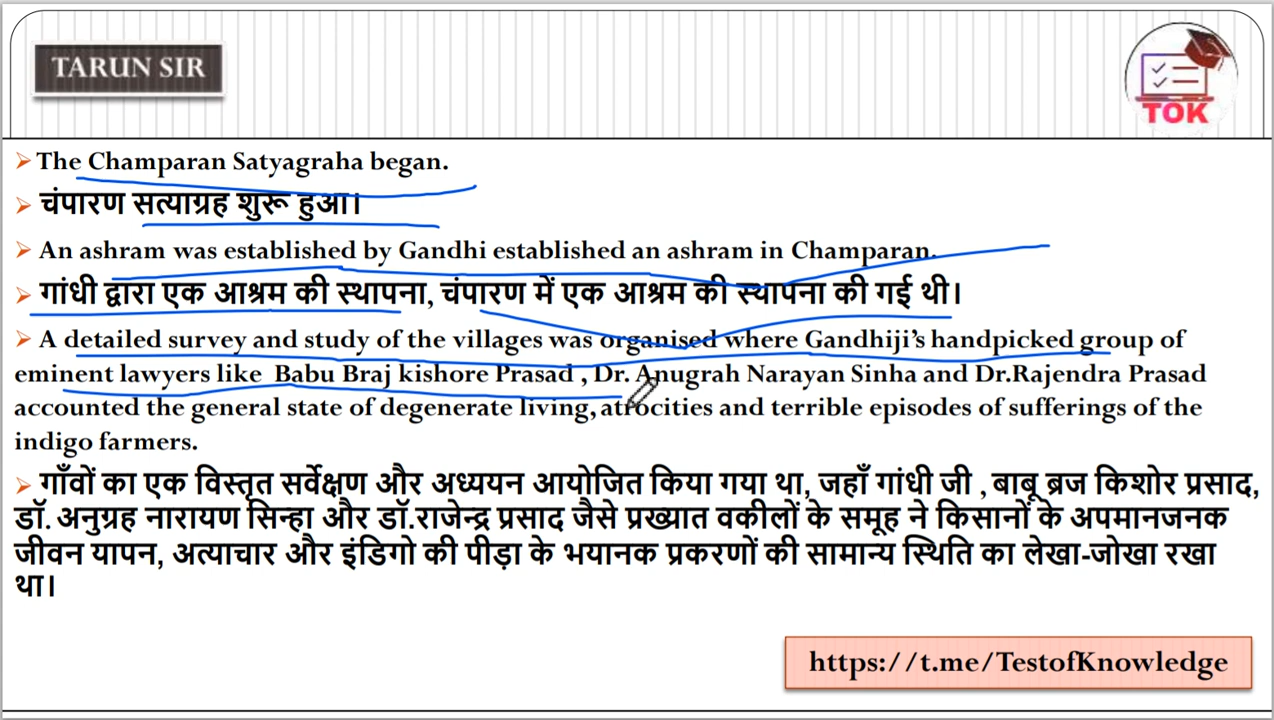 TARUN SIR
TOK
The Champaran Satyagraha began.
चंपारण सत्याग्रह शुरू हुआ।
An ashram was established by Gandhi established an ashram in Champaran.
गांधी द्वारा एक आश्रम की स्थापना, चंपारण में एक आश्रम की स्थापना की गई थी।
A detailed survey and study of the villages was organised where Gandhiji’s handpicked group of
eminent lawyers like Babu Braj kishore Prasad , Dr. Anugrah Narayan Sinha and Dr.Rajendra Prasad
accounted the general state of degenerate living, atrocities and terrible episodes of sufferings of the
indigo farmers.
गाँवों का एक विस्तृत सर्वेक्षण और अध्ययन आयोजित किया गया था, जहाँ गांधी जी , बाबू ब्रज किशोर प्रसाद,
डॉ. अनुग्रह नारायण सिन्हा और डॉ.राजेन्द्र प्रसाद जैसे प्रख्यात वकीलों के समूह ने किसानों के अपमानजनक
जीवन यापन, अत्याचार और इंडिगो की पीड़ा के भयानक प्रकरणों की सामान्य स्थिति का लेखा-जोखा रखा
था।
https://t.me/TestofKnowledge